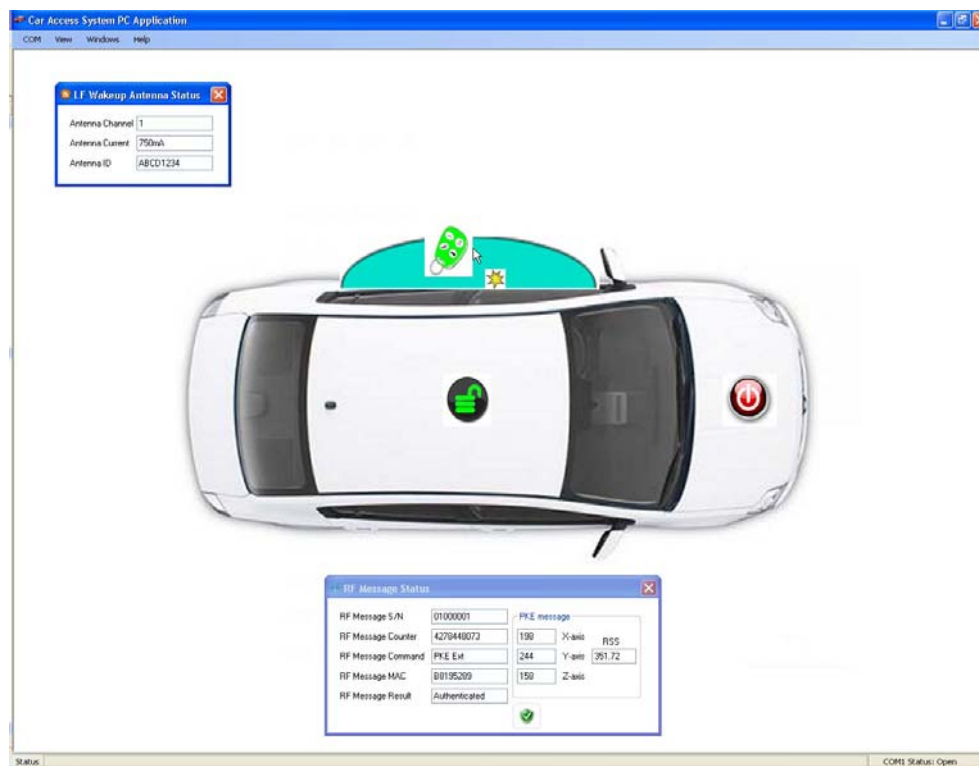 Car Access System PC Application
COM View Windows Help
LF Wakeup Antenna Status
Antenna Channel 1
Antenna Current 750mA
Antenna ID ABCD1234
RF Message Status
RF Message S/N 01000001
RF Message Counter 4278448073
RF Message Command PKE Ext
RF Message MAC B8195289
RF Message Result Authenticated
PKE message
198 X-axis
RSS
244 Y-axis 351.72
158 Z-axis
Status
COM1 Status: Open